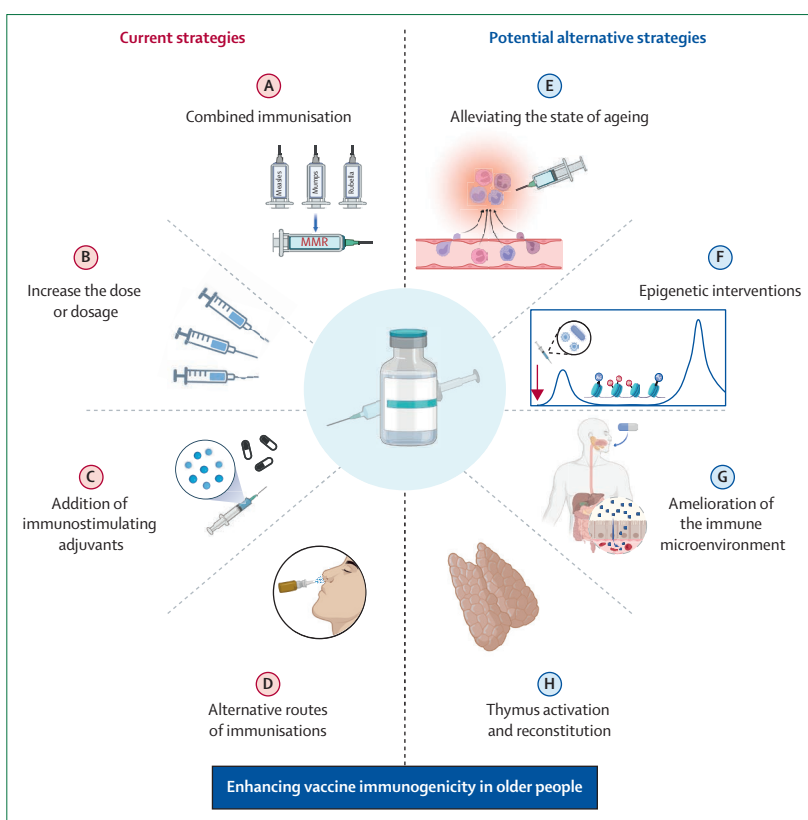 Current strategies
Potential alternative strategies
A
Combined immunisation
Measles
Mumps
Rubella
MMR
B
Increase the dose
or dosage
C
Addition of
immunostimulating
adjuvants
D
Alternative routes
of immunisations
E
Alleviating the state of ageing
F
Epigenetic interventions
G
Amelioration of
the immune
microenvironment
H
Thymus activation
and reconstitution
Enhancing vaccine immunogenicity in older people